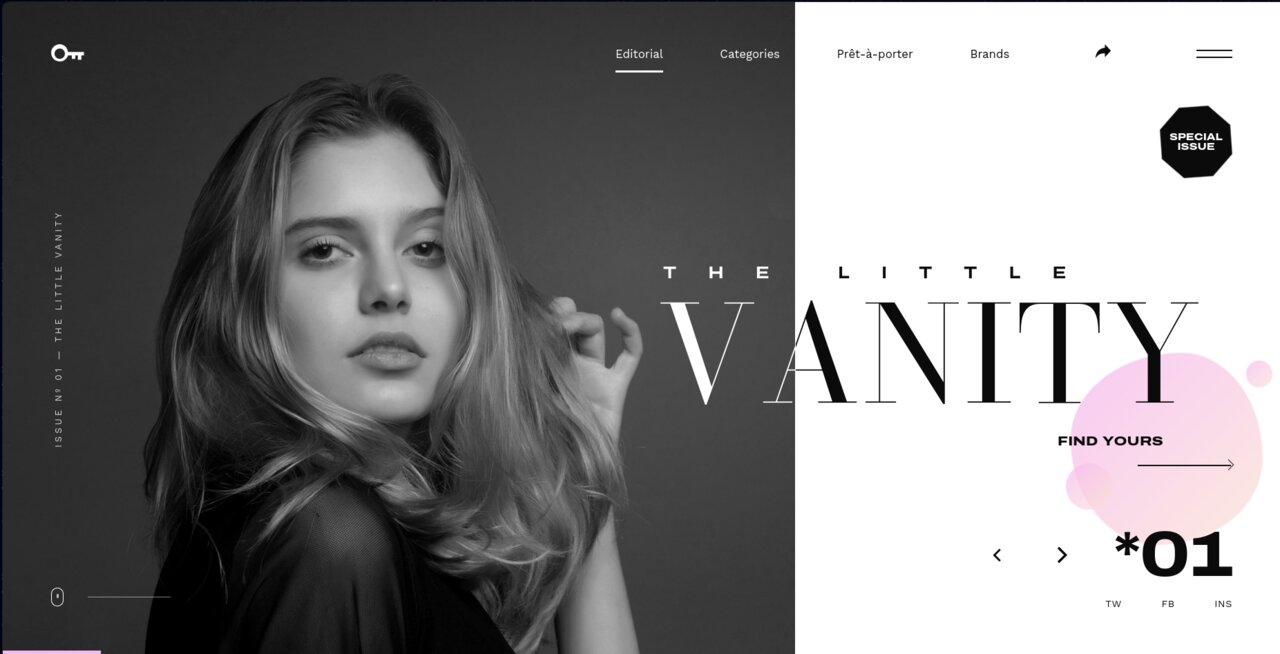 Editorial
Categories
Prêt-à-porter
Brands
SPECIAL
ISSUE
ISSUE Nº 01 — THE LITTLE VANITY
THE LITTLE
VANITY
FIND YOURS
*01
TW
FB
INS